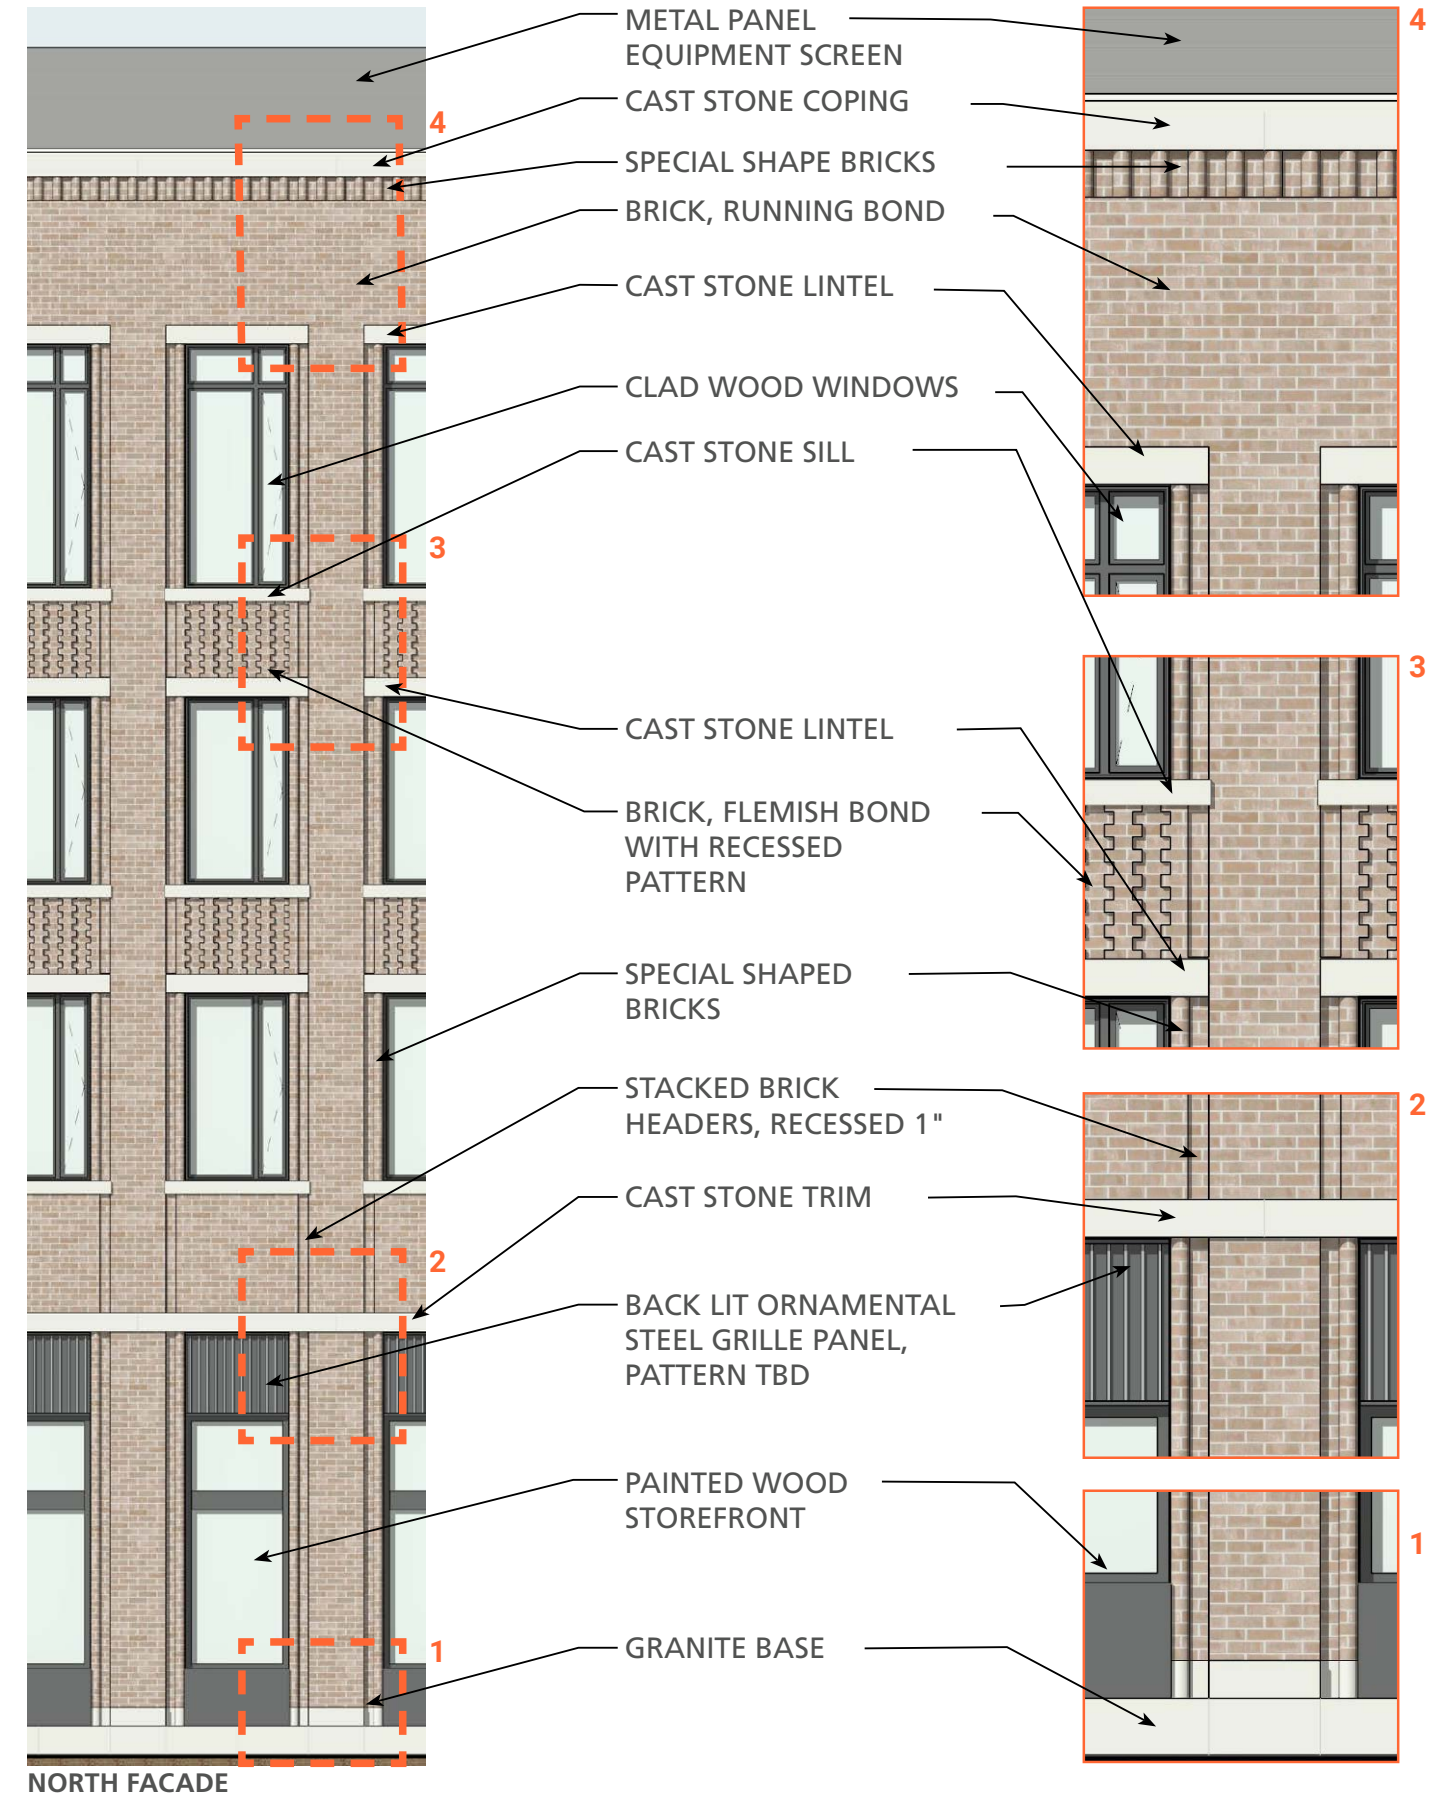 METAL PANEL
EQUIPMENT SCREEN
CAST STONE COPING
SPECIAL SHAPE BRICKS
BRICK, RUNNING BOND
CAST STONE LINTEL
CLAD WOOD WINDOWS
CAST STONE SILL
CAST STONE LINTEL
BRICK, FLEMISH BOND
WITH RECESSED
PATTERN
SPECIAL SHAPED
BRICKS
STACKED BRICK
HEADERS, RECESSED 1"
CAST STONE TRIM
BACK LIT ORNAMENTAL
STEEL GRILLE PANEL,
PATTERN TBD
PAINTED WOOD
STOREFRONT
GRANITE BASE
4
3
2
1
4
3
2
1
NORTH FACADE